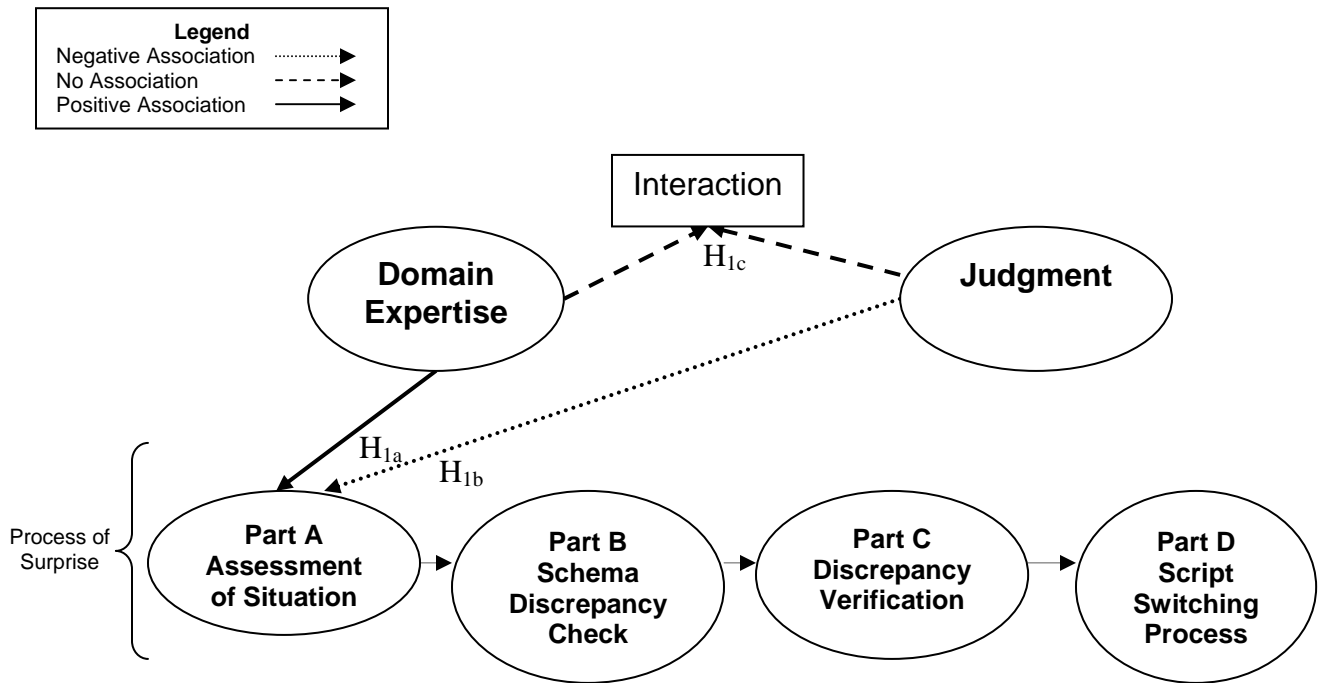 Legend
Negative Association
No Association
Positive Association
Interaction
Domain
Expertise
H1c
Judgment
H1a
H1b
Process of
Surprise
Part A
Assessment
of Situation
Part B
Schema
Discrepancy
Check
Part C
Discrepancy
Verification
Part D
Script
Switching
Process